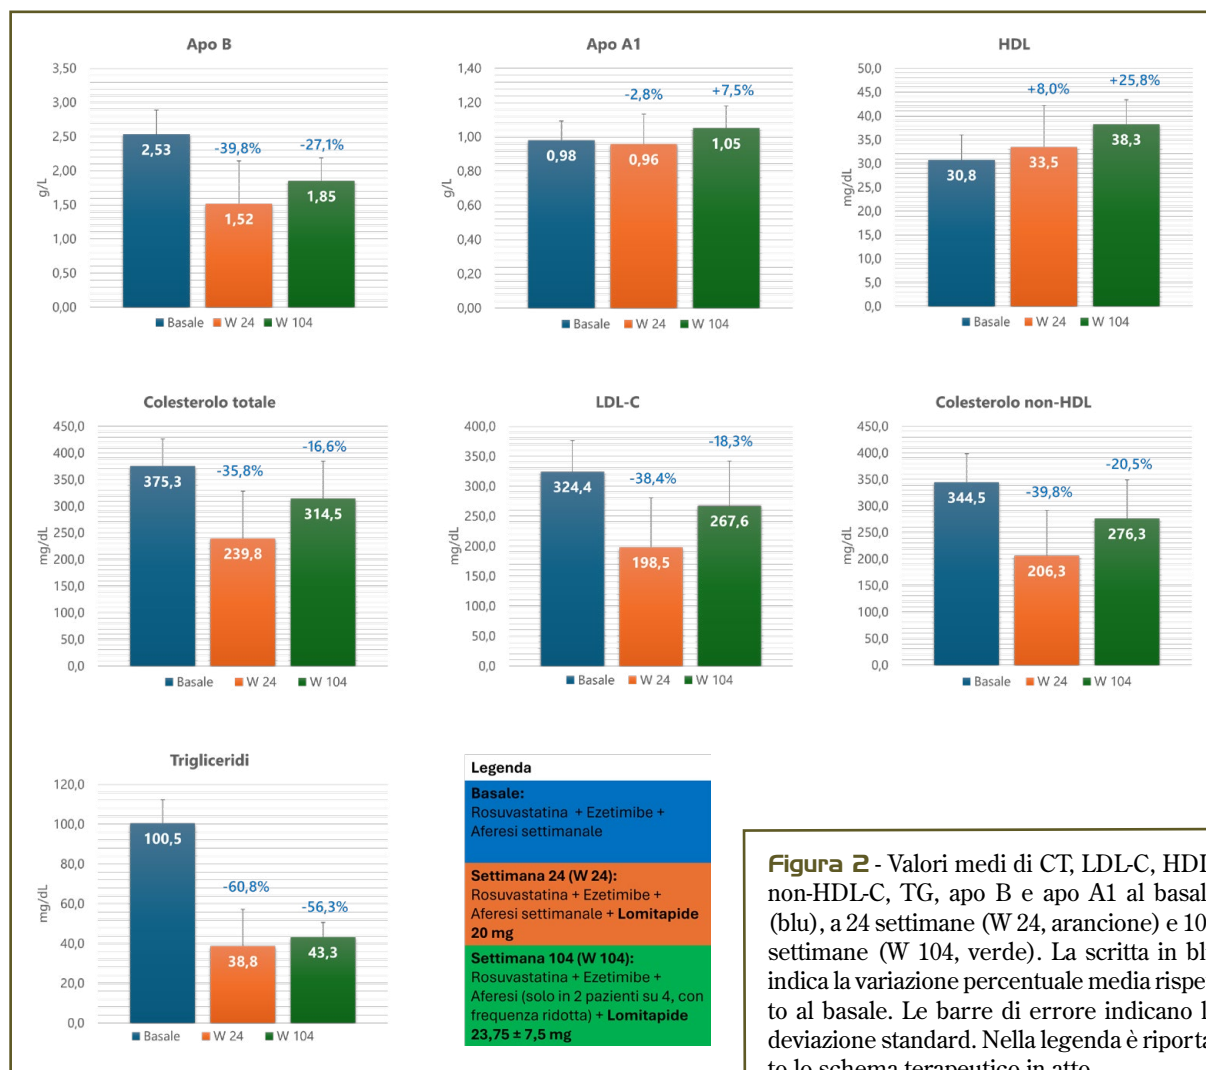 Apo B
3,50
3,00
2,50
2,00
1,50
1,00
0,50
0,00
g/L
2,53
-39,8%
1,52
-27,1%
1,85
Basale W 24 W 104
Apo A1
1,40
1,20
1,00
0,80
0,60
0,40
0,20
0,00
g/L
0,98
-2,8%
0,96
+7,5%
1,05
Basale W 24 W 104
HDL
50,0
45,0
40,0
35,0
30,0
25,0
20,0
15,0
10,0
5,0
0,0
mg/dL
30,8
+8,0%
33,5
+25,8%
38,3
Basale W 24 W 104
Colesterolo totale
450,0
400,0
350,0
300,0
250,0
200,0
150,0
100,0
50,0
0,0
mg/dL
375,3
-35,8%
239,8
-16,6%
314,5
Basale W 24 W 104
LDL-C
400,0
350,0
300,0
250,0
200,0
150,0
100,0
50,0
0,0
mg/dL
324,4
-38,4%
198,5
-18,3%
267,6
Basale W 24 W 104
Colesterolo non-HDL
450,0
400,0
350,0
300,0
250,0
200,0
150,0
100,0
50,0
0,0
mg/dL
344,5
-39,8%
206,3
-20,5%
276,3
Basale W 24 W 104
Trigliceridi
120,0
100,0
80,0
60,0
40,0
20,0
0,0
mg/dL
100,5
-60,8%
38,8
-56,3%
43,3
Basale W 24 W 104
Legenda
Basale:
Rosuvastatina + Ezetimibe +
Aferesi settimanale
Settimana 24 (W 24):
Rosuvastatina + Ezetimibe +
Aferesi settimanale + Lomitapide
20 mg
Settimana 104 (W 104):
Rosuvastatina + Ezetimibe +
Aferesi (solo in 2 pazienti su 4, con
frequenza ridotta) + Lomitapide
23,75 ± 7,5 mg
Figura 2 - Valori medi di CT, LDL-C, HDL
non-HDL-C, TG, apo B e apo A1 al basal
(blu), a 24 settimane (W 24, arancione) e 10
settimane (W 104, verde). La scritta in bl
indica la variazione percentuale media rispe
to al basale. Le barre di errore indicano l
deviazione standard. Nella legenda è riporta
to lo schema terapeutico in atto